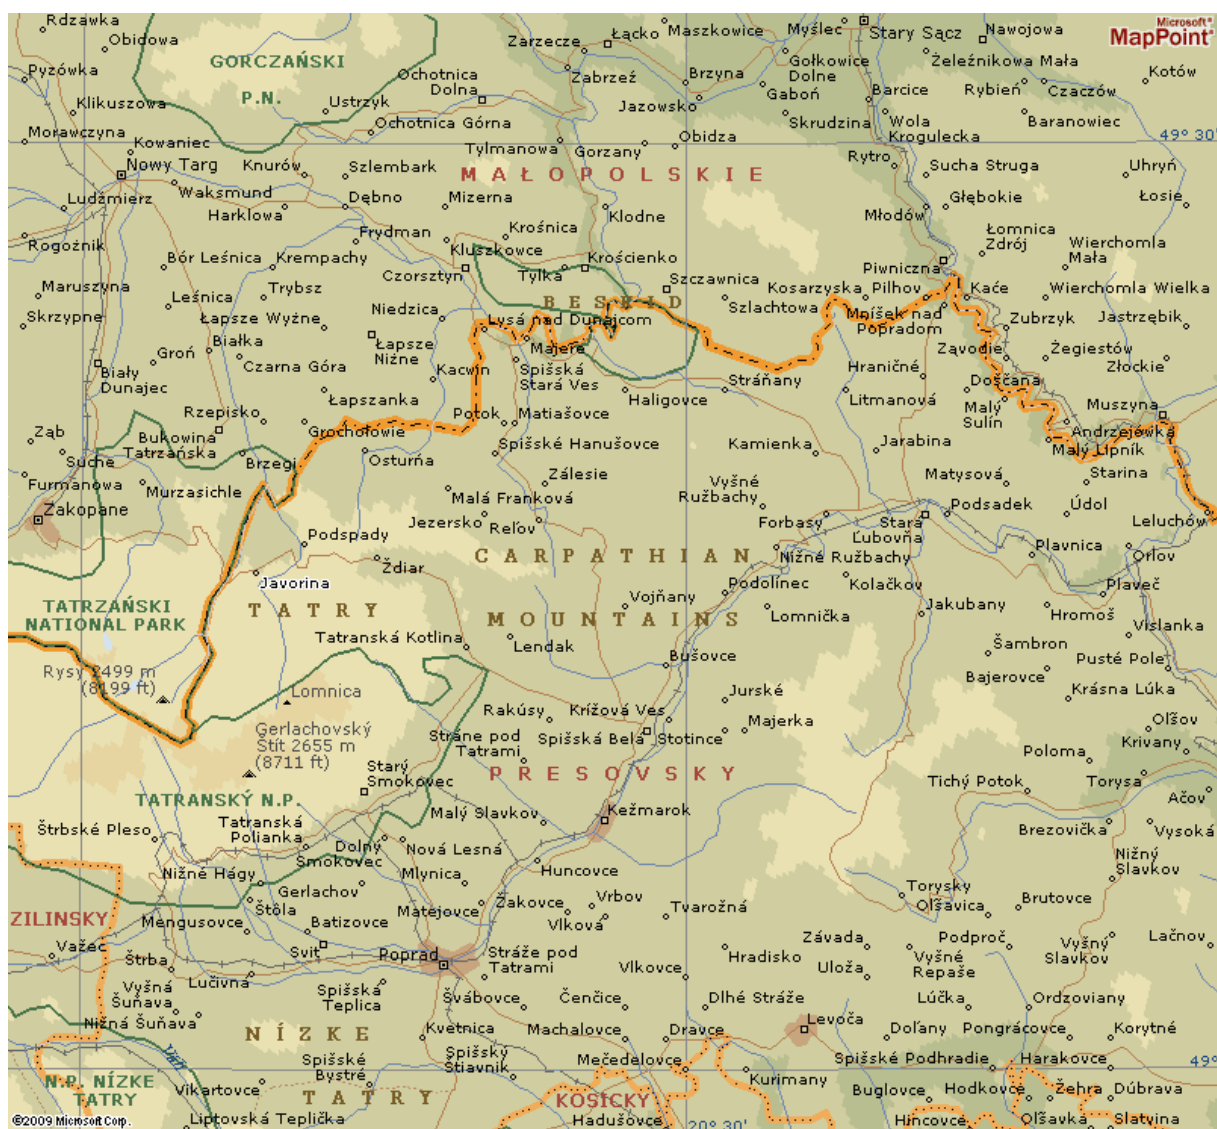 Rdzawka
Obidowa
Zarzecze
Łącko
Maszkowice
Myślec
Stary Sącz
Nawojowa
Microsoft®
MapPoint®
Pyzówka
GORCZAŃSKI
P.N.
Ochotnica
Dolna
Zabrzeż
Brzyna
Gołkowice
Dolne
Żeleźnikowa Mała
Kotów
Klikuszowa
Ustrzyk
Jazowsko
Gaboń
Barcice
Rybień
Czaczów
Morawczyna
Kowaniec
Ochotnica Górna
Obidza
Skrudzina
Wola
Krogulecka
Baranowiec
49° 30'
Nowy Targ
Knurów
Szlembark
Tylmanowa
Gorzany
Rytro
Sucha Struga
Uhryń
MAŁOPOLSKIE
Waksmund
Ludźmierz
Harklowa
Dębno
Mizerna
Klodne
Młodów
Głębokie
Łosie
Rogoźnik
Frydman
Krośnica
Kluszkowce
Łomnica
Zdrój
Wierchomla
Mała
Bór Leśnica
Krempachy
Czorsztyn
Tylka
Krościenko
Szczawnica
Piwniczna
Maruszyna
Leśnica
Trybsz
Niedzica
BESKID
Szlachtowa
Kosarzyska
Pilhov
Kaće
Wierchomla Wielka
Skrzypne
Łapsze Wyżne
Lysá nad Dunajcom
Mníšek nad
Popradom
Zubrzyk
Jastrzębik
Białka
Łapsze
Niżne
Majere
Groń
Biały
Dunajec
Czarna Góra
Kacwin
Spišská
Stará Ves
Stráňany
Hraničné
Zavodie
Żegiestów
Złockie
Łapszanka
Haligovce
Litmanová
Doščana
Malý
Sulín
Muszyna
Rzepisko
Potok
Matiašovce
Ząb
Bukowina
Tatrzańska
Grocholowie
Spišské Hanušovce
Kamienka
Jarabina
Andrzejewka
Malý Lipník
Suche
Brzegi
Osturňa
Zálesie
Matysová
Starina
Furmanowa
Murzasichle
Malá Franková
Vyšné
Ružbachy
Podsadek
Údol
Zakopane
Jezersko
Reľov
Forbasy
Stará
Ľubovňa
Leluchów
Podspady
CARPATHIAN
Nižné Ružbachy
Plavnica
Orlov
Javorina
Ždiar
Podolínec
Kolačkov
Plaveč
TATRZAŃSKI
NATIONAL PARK
TATRY
Vojňany
MOUNTAINS
Lomnička
Jakubany
Hromoš
Vislanka
Tatranská Kotlina
Lendak
Šambron
Rysy 2499 m
(8199 ft)
Bušovce
Bajerovce
Pusté Pole
Lomnica
Jurské
Krásna Lúka
Rakúsy
Krížová Ves
Majerka
Oľšov
Gerlachovský
Štít 2655 m
(8711 ft)
Stráne pod
Tatrami
Spišská Belá
Stotince
Poloma
Krivany
Starý
Smokovec
PRESOVSKY
Tichý Potok
Torysa
TATRANSKÝ N.P.
Ačov
Štrbské Pleso
Tatranská
Polianka
Malý Slavkov
Kežmarok
Brezovička
Vysoká
Dolný
Smokovec
Nová Lesná
Nižný
Slavkov
Nižné Hágy
Gerlachov
Mlynica
Huncovce
Torysky
ZILINSKY
Štôla
Mengusovce
Batizovce
Matejovce
Žakovce
Vrbov
Vlková
Tvarožná
Oľšavica
Brutovce
Važec
Štrba
Svit
Poprad
Stráže pod
Tatrami
Hradisko
Závada
Podproč
Vyšný
Slavkov
Lačnov
Vyšná
Šuňava
Lučivná
Spišská
Teplica
Vlkovce
Uloža
Vyšné
Repaše
Švábovce
Čenčice
Dlhé Stráže
Lúčka
Ordzoviany
Nižná Šuňava
NÍZKE
Kvetnica
Machalovce
Dravce
Levoča
Doľany
Pongrácovce
Korytné
Váh
Spišské
Bystré
Spišský
Štiavnik
Mečedelovce
Spišské Podhradie
Harakovce
49°
N.P. NÍZKE
TATRY
Vikartovce
TATRY
KOSICKY
Kurimany
Buglovce
Hodkovce
Žehra
Dúbrava
©2009 Microsoft Corp.
Liptovská Teplička
Hadušovce
20° 30'
Hincovce
Oľšavka
Slatvina